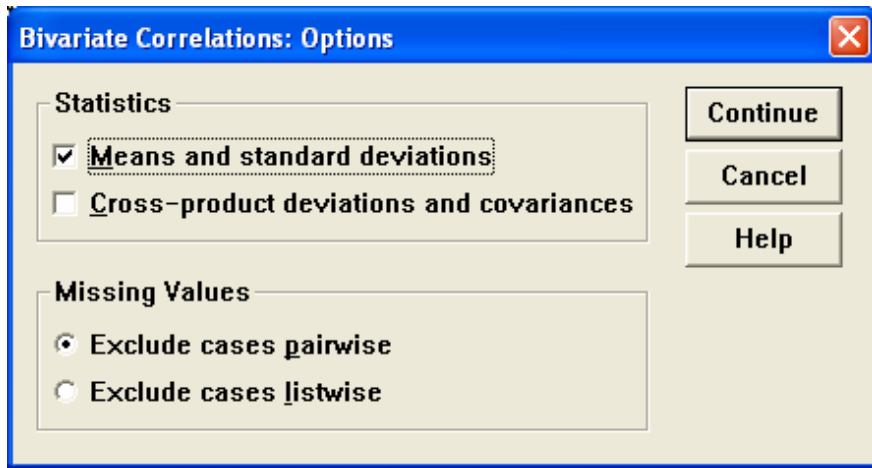 Bivariate Correlations: Options
Statistics
Means and standard deviations
Cross-product deviations and covariances
Missing Values
Exclude cases pairwise
Exclude cases listwise
Continue
Cancel
Help